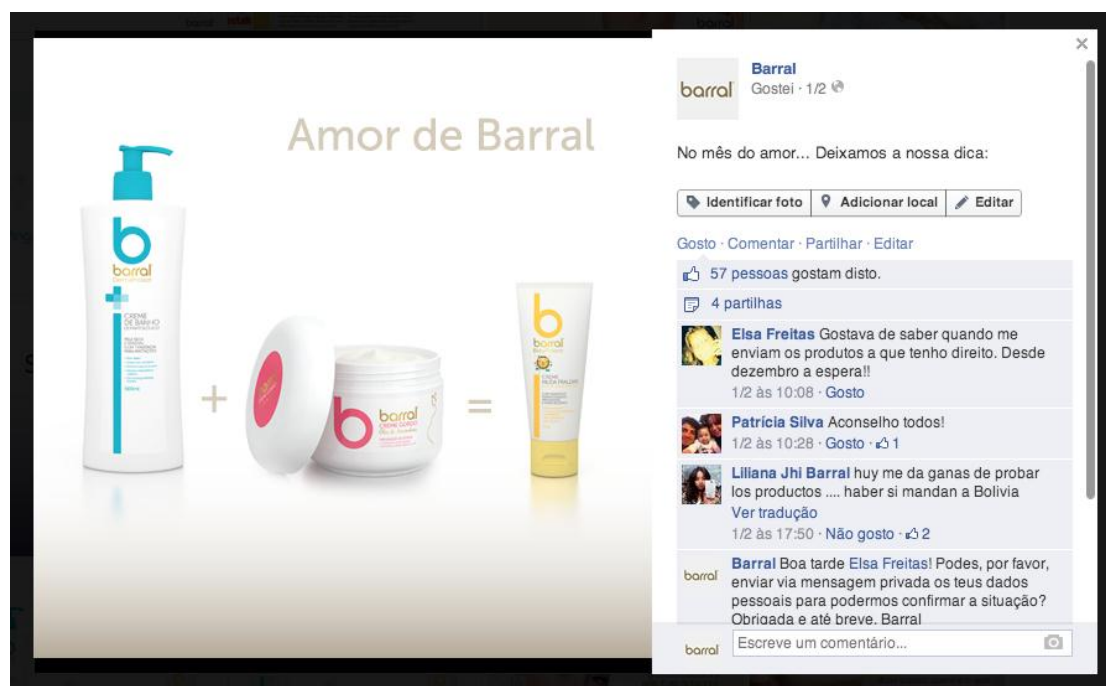 Amor de Barral
b
barral
CREME
DE BANHO
+
b
barral
CREME GORDO
=
b
barral
CREME
MUDA FRALDAS
barral
Barral
Gostei · 1/2
No mês do amor... Deixamos a nossa dica:
Identificar foto
Adicionar local
Editar
Gosto · Comentar · Partilhar · Editar
57 pessoas gostam disto.
4 partilhas
Elsa Freitas Gostava de saber quando me
enviam os produtos a que tenho direito. Desde
dezembro a espera!!
1/2 às 10:08 · Gosto
Patrícia Silva Aconselho todos!
1/2 às 10:28 · Gosto · 1
Liliana Jhi Barral huy me da ganas de probar
los productos .... haber si mandan a Bolivia
Ver tradução
1/2 às 17:50 · Não gosto · 2
barral
Barral Boa tarde Elsa Freitas! Podes, por favor,
enviar via mensagem privada os teus dados
pessoais para podermos confirmar a situação?
Obrigada e até breve. Barral
barral
Escreve um comentário...